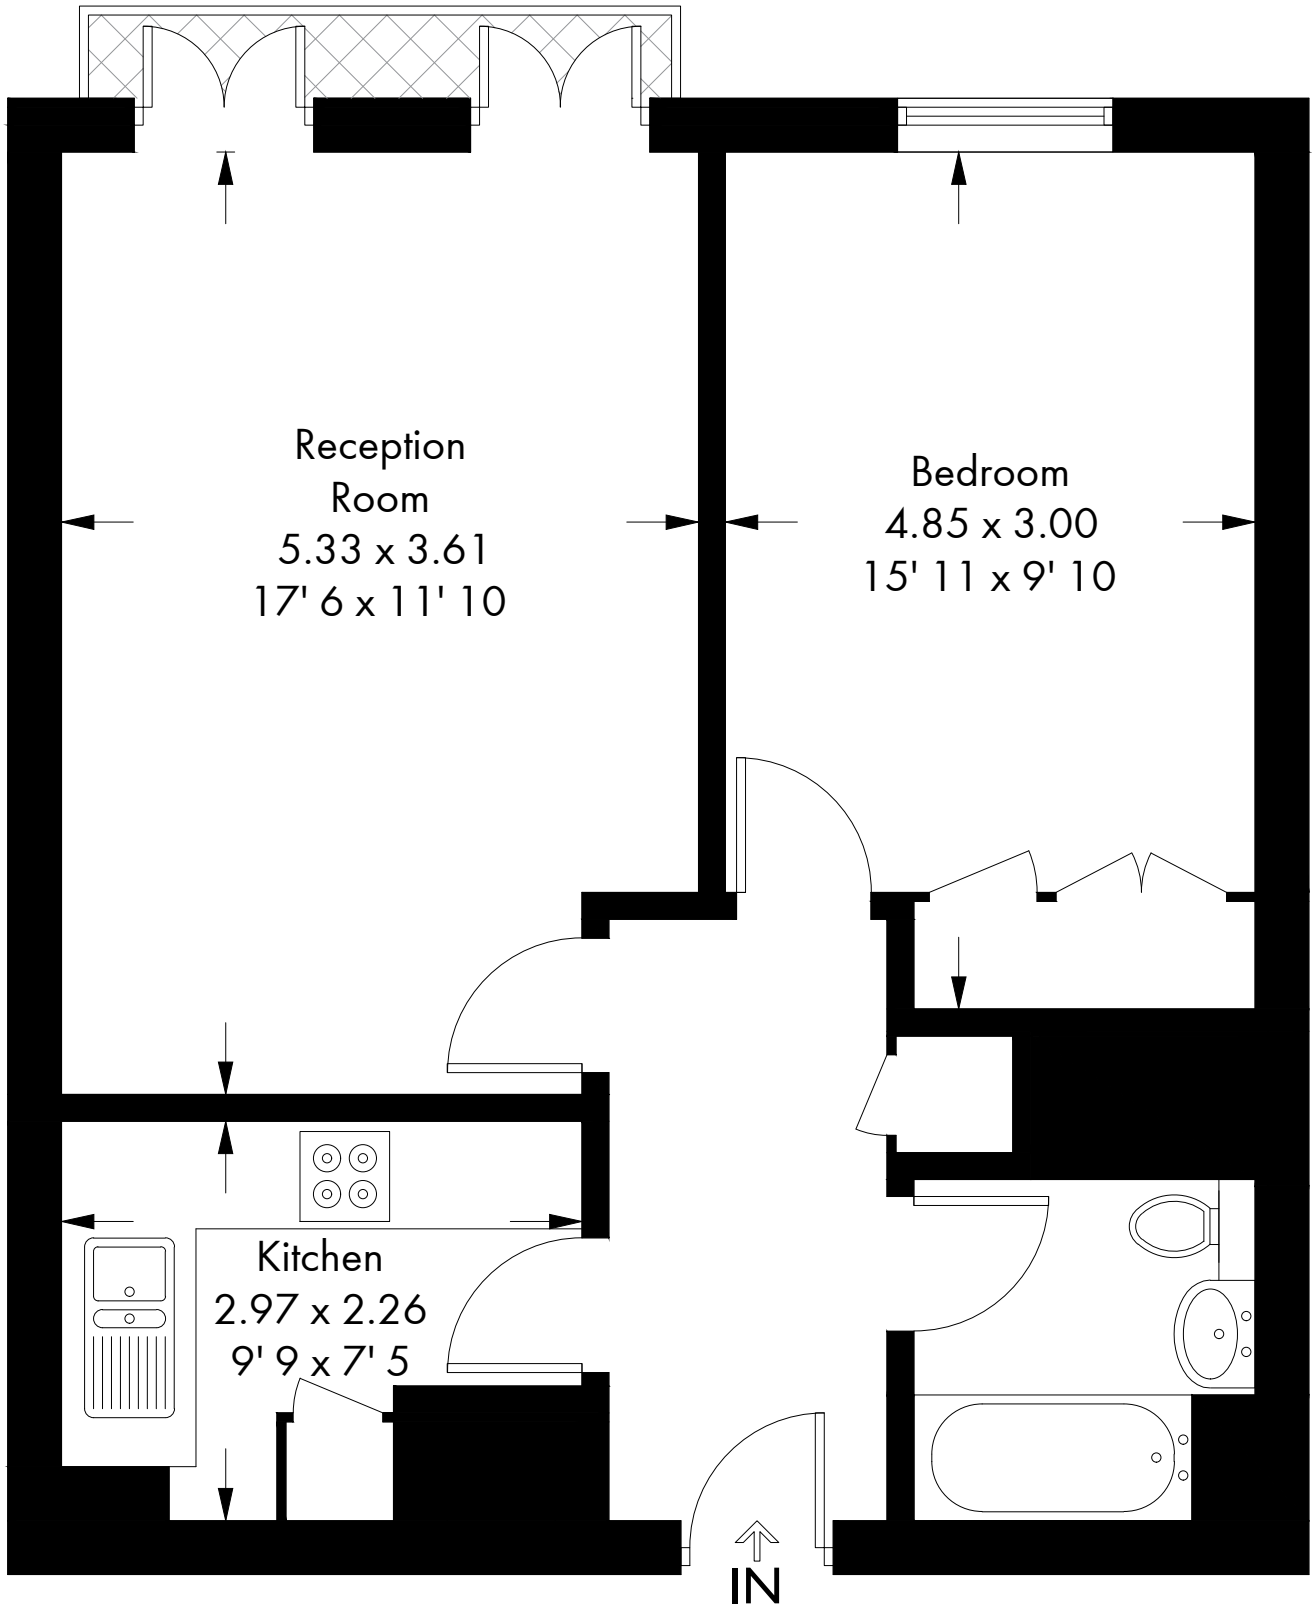 Reception
Room
5.33 x 3.61
17' 6 x 11' 10
Bedroom
4.85 x 3.00
15' 11 x 9' 10
Kitchen
2.97 x 2.26
9' 9 x 7' 5
IN